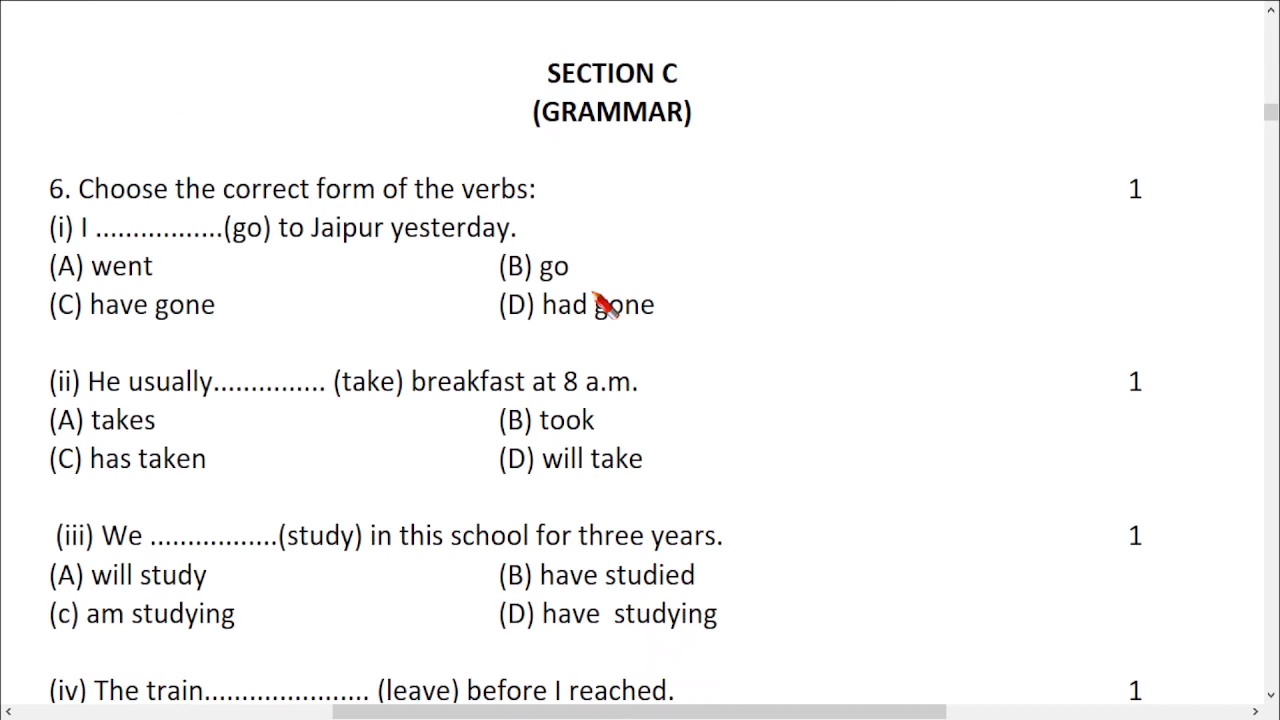 SECTION C
(GRAMMAR)
6. Choose the correct form of the verbs: 1
(i) I .................(go) to Jaipur yesterday.
(A) went (B) go
(C) have gone (D) had gone
(ii) He usually............... (take) breakfast at 8 a.m. 1
(A) takes (B) took
(C) has taken (D) will take
(iii) We .................(study) in this school for three years. 1
(A) will study (B) have studied
(c) am studying (D) have  studying
(iv) The train...................... (leave) before I reached. 1